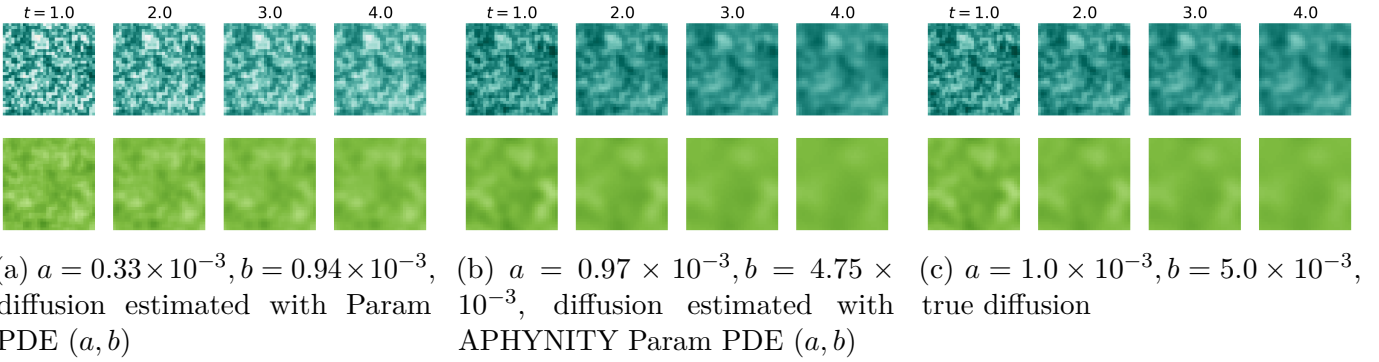 t = 1.0 2.0 3.0 4.0 t = 1.0 2.0 3.0 4.0 t = 1.0 2.0 3.0 4.0
(a) a = 0.33×10⁻³, b = 0.94×10⁻³,
diffusion estimated with Param
PDE (a, b)
(b) a = 0.97 × 10⁻³, b = 4.75 ×
10⁻³, diffusion estimated with
APHYNITY Param PDE (a, b)
(c) a = 1.0 × 10⁻³, b = 5.0 × 10⁻³,
true diffusion